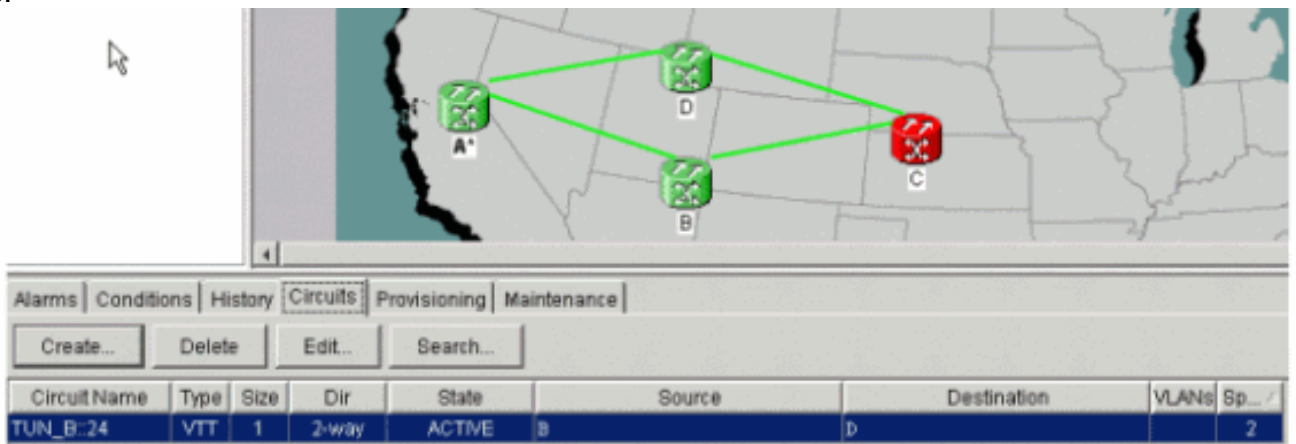 D
A*
C
B
Alarms Conditions History Circuits Provisioning Maintenance
Create... Delete Edit... Search...
Circuit Name Type Size Dir State Source Destination VLANs Sp...
TUN_B::24 VTT 1 2-way ACTIVE B D 2